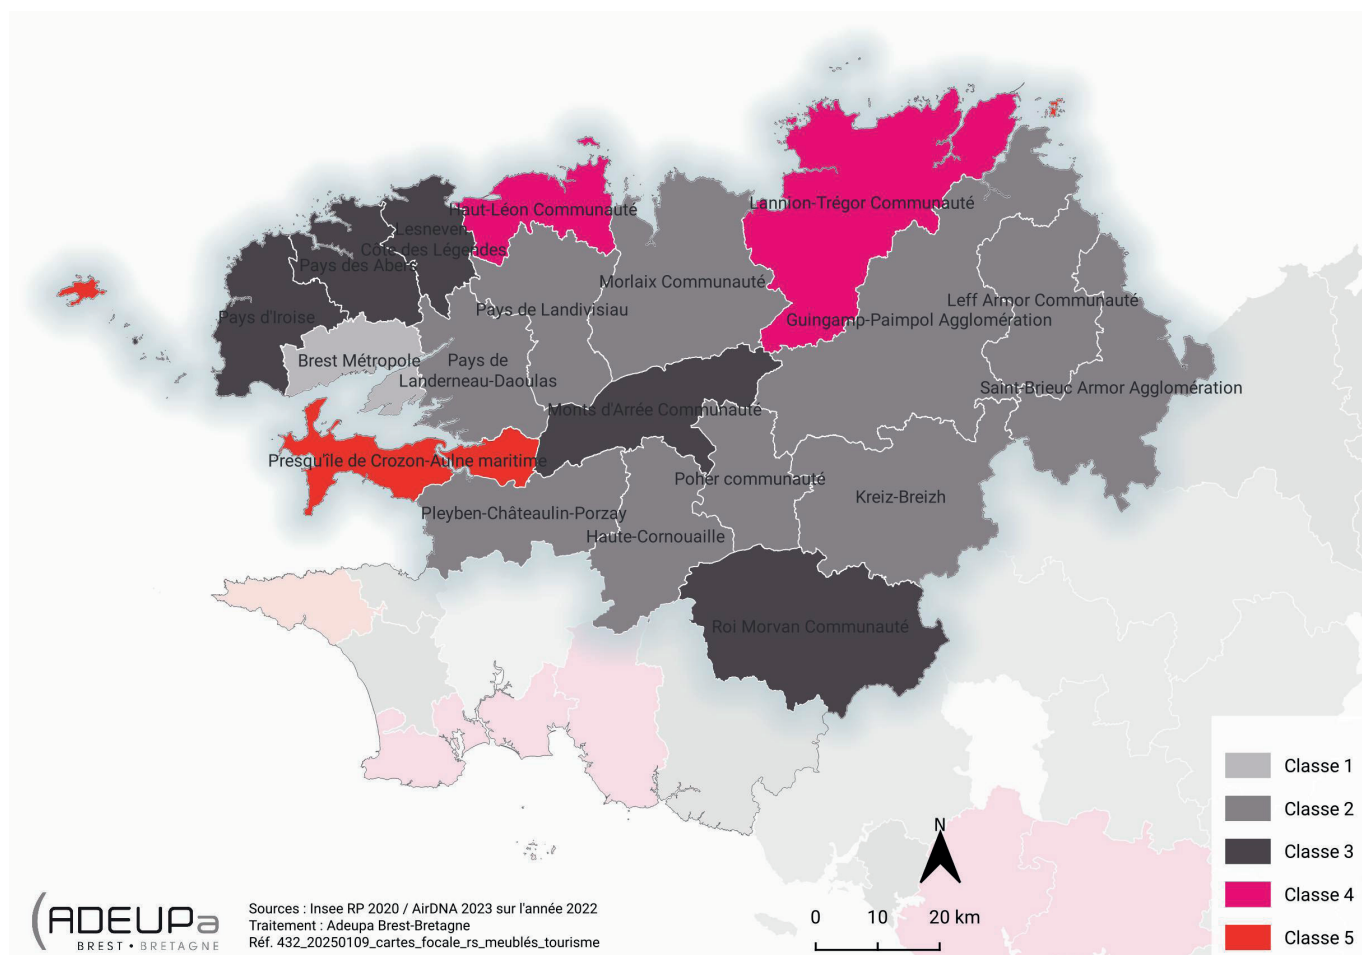 Lannion-Trégor Communauté
Haut-Léon Communauté
Lesneven
Côte des Légendes
Pays des Abers
Morlaix Communauté
Leff Armor Communauté
Pays de Landivisiau
Pays d'Iroise
Guingamp-Paimpol Agglomération
Brest Métropole
Pays de
Landerneau-Daoulas
Saint-Brieuc Armor Agglomération
Monts d'Arrée Communauté
Presqu'île de Crozon-Aulne maritime
Poher communauté
Kreiz-Breizh
Pleyben-Châteaulin-Porzay
Haute-Cornouaille
Roi Morvan Communauté
Classe 1
Classe 2
Classe 3
Classe 4
Classe 5
N
0 10 20 km
ADEUPa
BREST • BRETAGNE
Sources : Insee RP 2020 / AirDNA 2023 sur l'année 2022
Traitement : Adeupa Brest-Bretagne
Réf. 432_20250109_cartes_focale_rs_meublés_tourisme